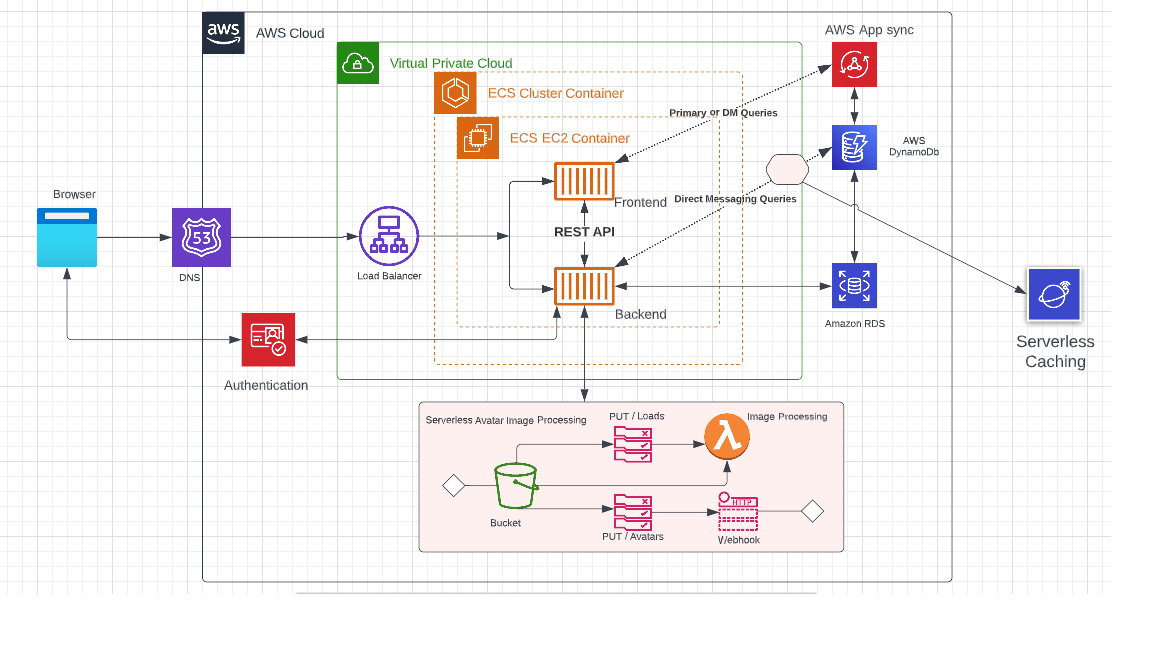 aws
AWS Cloud
AWS App sync
Virtual Private Cloud
ECS Cluster Container
Primary or DM Queries
ECS EC2 Container
AWS
DynamoDb
Browser
Frontend
Direct Messaging Queries
53
REST API
DNS
Load Balancer
Backend
Amazon RDS
Serverless
Caching
Authentication
Serverless Avatar Image Processing
PUT / Loads
Image Processing
HTTP
Bucket
PUT / Avatars
Webhook